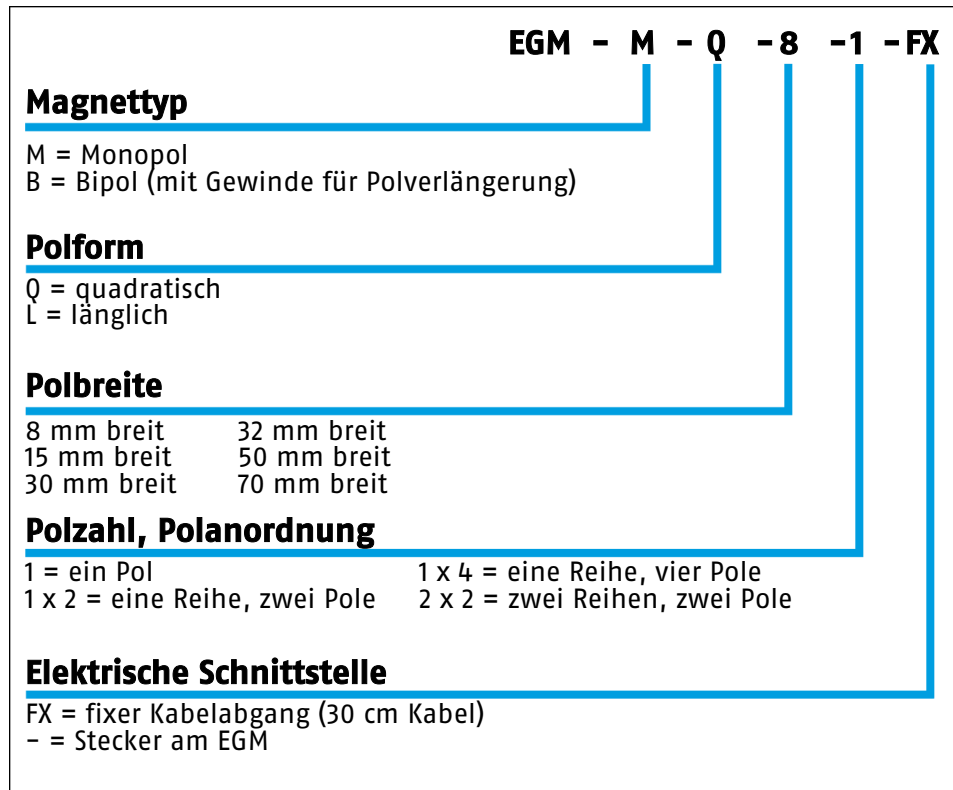 EGM – M – Q – 8 – 1 – FX
Magnettyp
M = Monopol
B = Bipol (mit Gewinde für Polverlängerung)
Polform
Q = quadratisch
L = länglich
Polbreite
8 mm breit 32 mm breit
15 mm breit 50 mm breit
30 mm breit 70 mm breit
Polzahl, Polanordnung
1 = ein Pol 1 x 4 = eine Reihe, vier Pole
1 x 2 = eine Reihe, zwei Pole 2 x 2 = zwei Reihen, zwei Pole
Elektrische Schnittstelle
FX = fixer Kabelabgang (30 cm Kabel)
– = Stecker am EGM